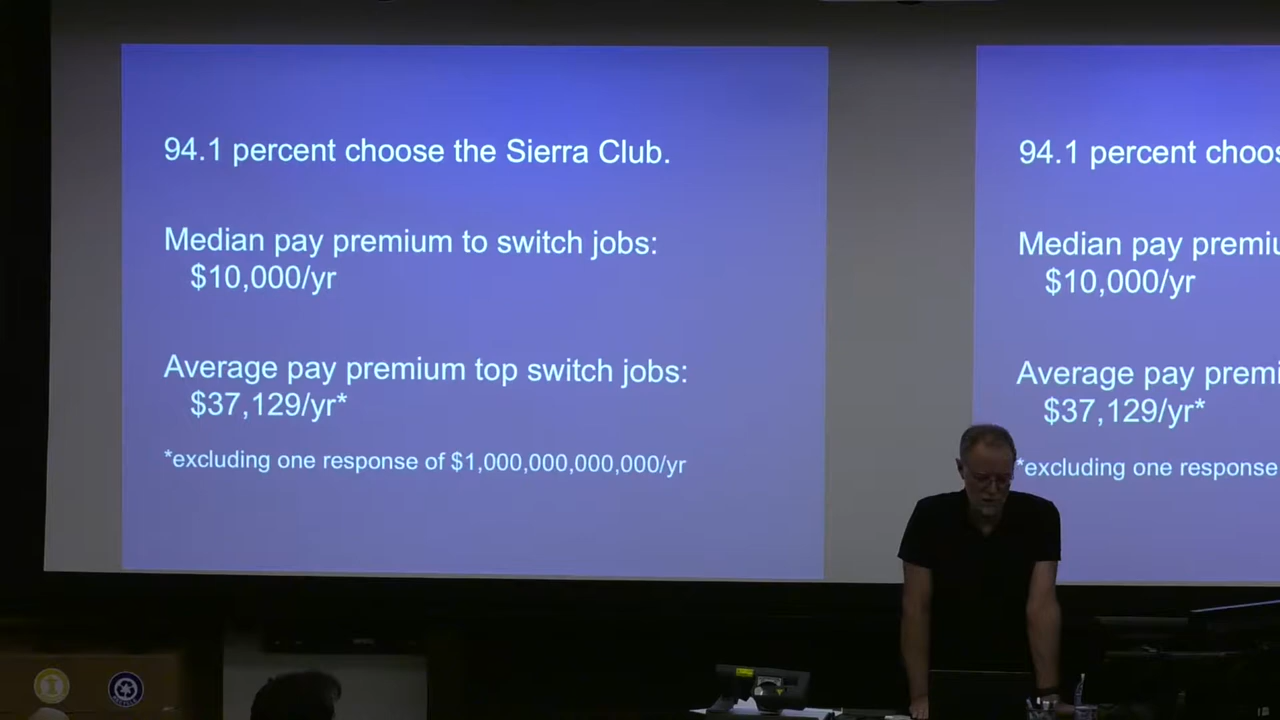 94.1 percent choose the Sierra Club.
Median pay premium to switch jobs:
$10,000/yr
Average pay premium top switch jobs:
$37,129/yr*
*excluding one response of $1,000,000,000,000/yr
94.1 percent choos
Median pay premiu
$10,000/yr
Average pay premi
$37,129/yr*
*excluding one response